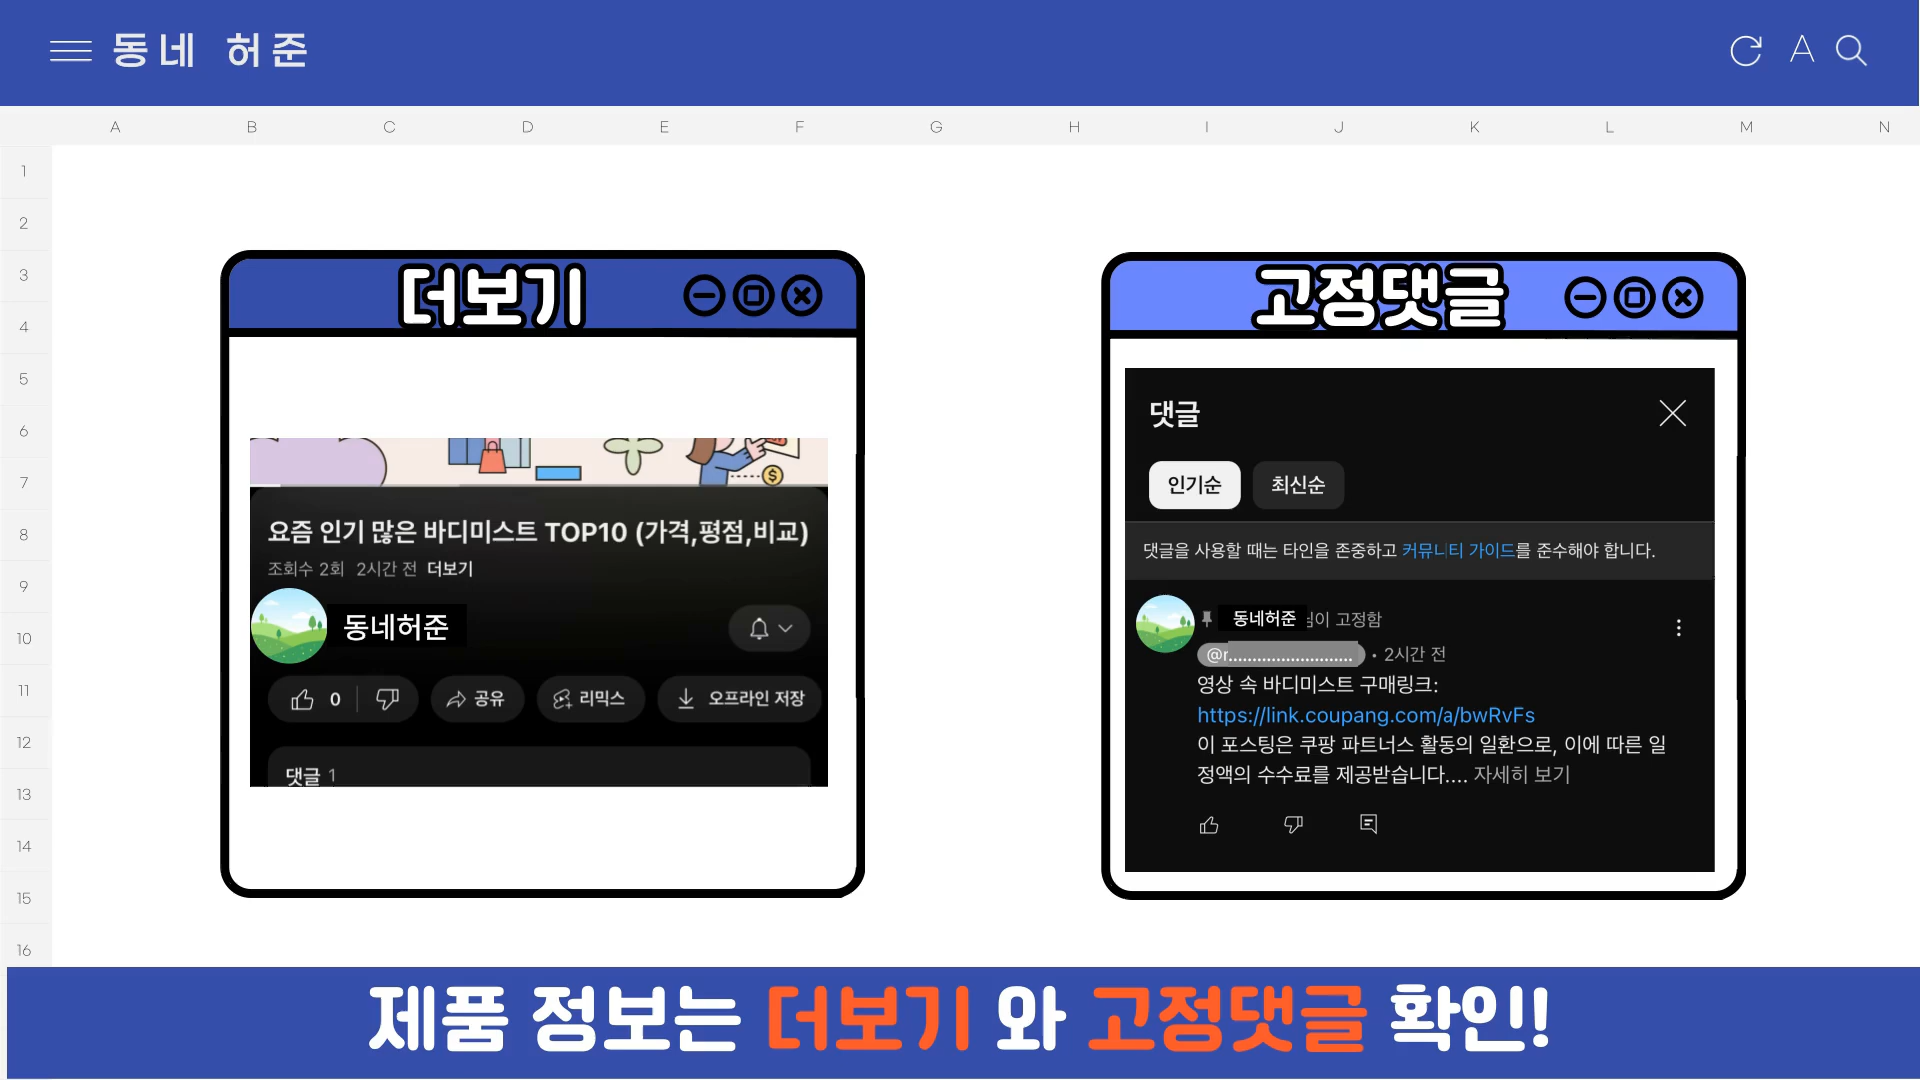 동네 허준
A
A B C D E F G H I J K L M N
1
2
3
4
5
6
7
8
9
10
11
12
13
14
15
16
더보기
요즘 인기 많은 바디미스트 TOP10 (가격,평점,비교)
조회수 2회 2시간 전 더보기
동네허준
0 공유 리믹스 오프라인 저장
댓글 1
고정댓글
댓글
인기순 최신순
댓글을 사용할 때는 타인을 존중하고 커뮤니티 가이드를 준수해야 합니다.
동네허준 님이 고정함
@r.......................... • 2시간 전
영상 속 바디미스트 구매링크:
https://link.coupang.com/a/bwRvFs
이 포스팅은 쿠팡 파트너스 활동의 일환으로, 이에 따른 일
정액의 수수료를 제공받습니다.... 자세히 보기
제품 정보는 더보기 와 고정댓글 확인!